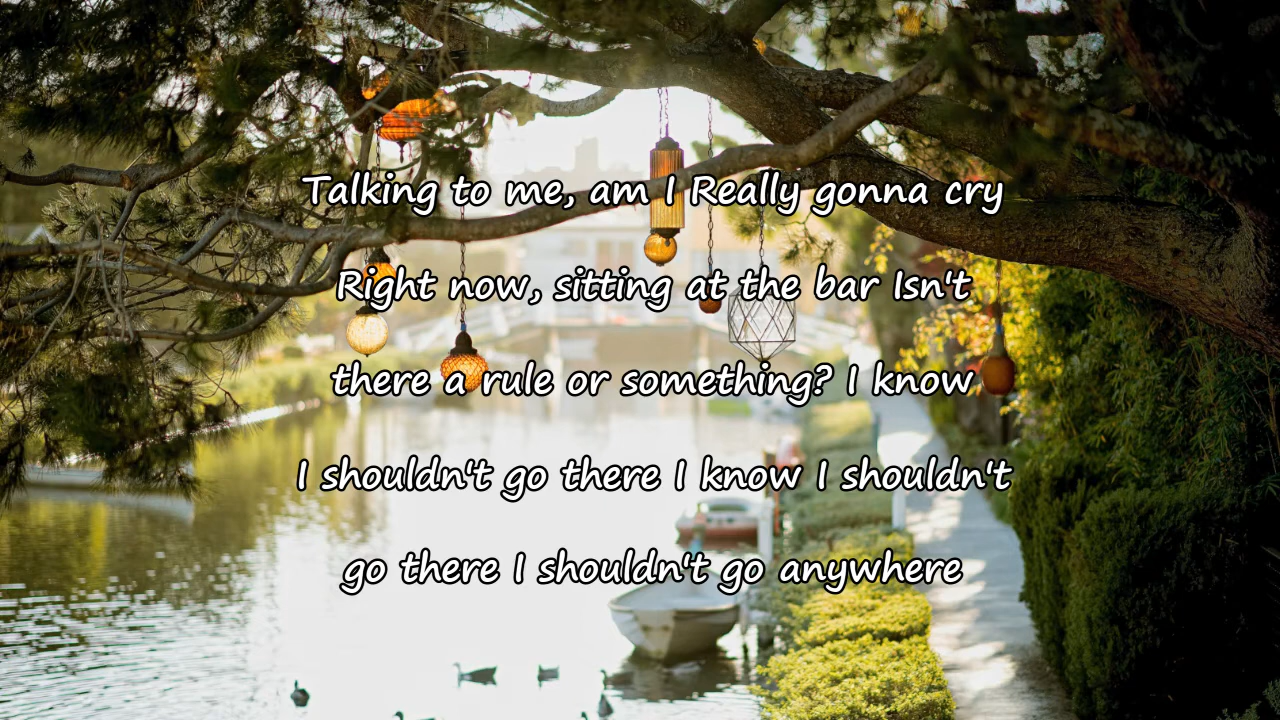 Talking to me, am I Really gonna cry
Right now, sitting at the bar Isn't
there a rule or something? I know
I shouldn't go there I know I shouldn't
go there I shouldn't go anywhere